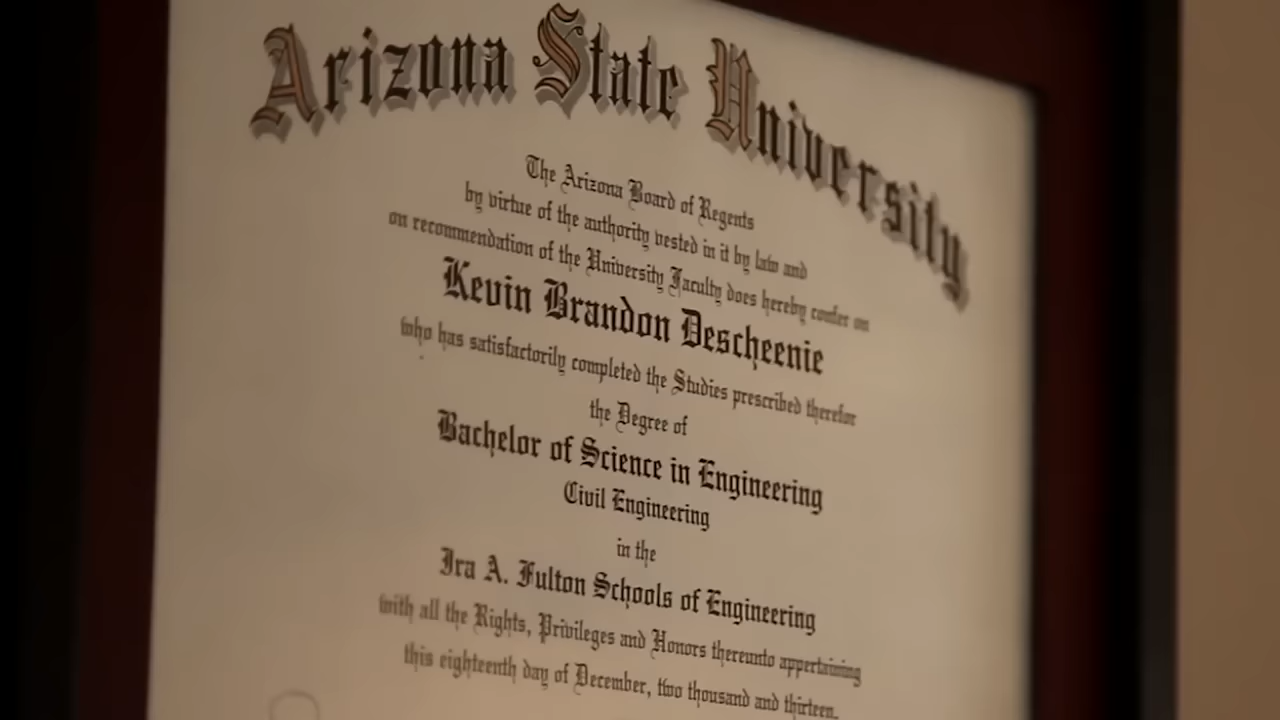 Arizona State University
The Arizona Board of Regents
by virtue of the authority vested in it by law and
on recommendation of the University Faculty does hereby confer on
Kevin Brandon Descheenie
who has satisfactorily completed the Studies prescribed therefor
the Degree of
Bachelor of Science in Engineering
Civil Engineering
in the
Ira A. Fulton Schools of Engineering
with all the Rights, Privileges and Honors thereunto appertaining
this eighteenth day of December, two thousand and thirteen.